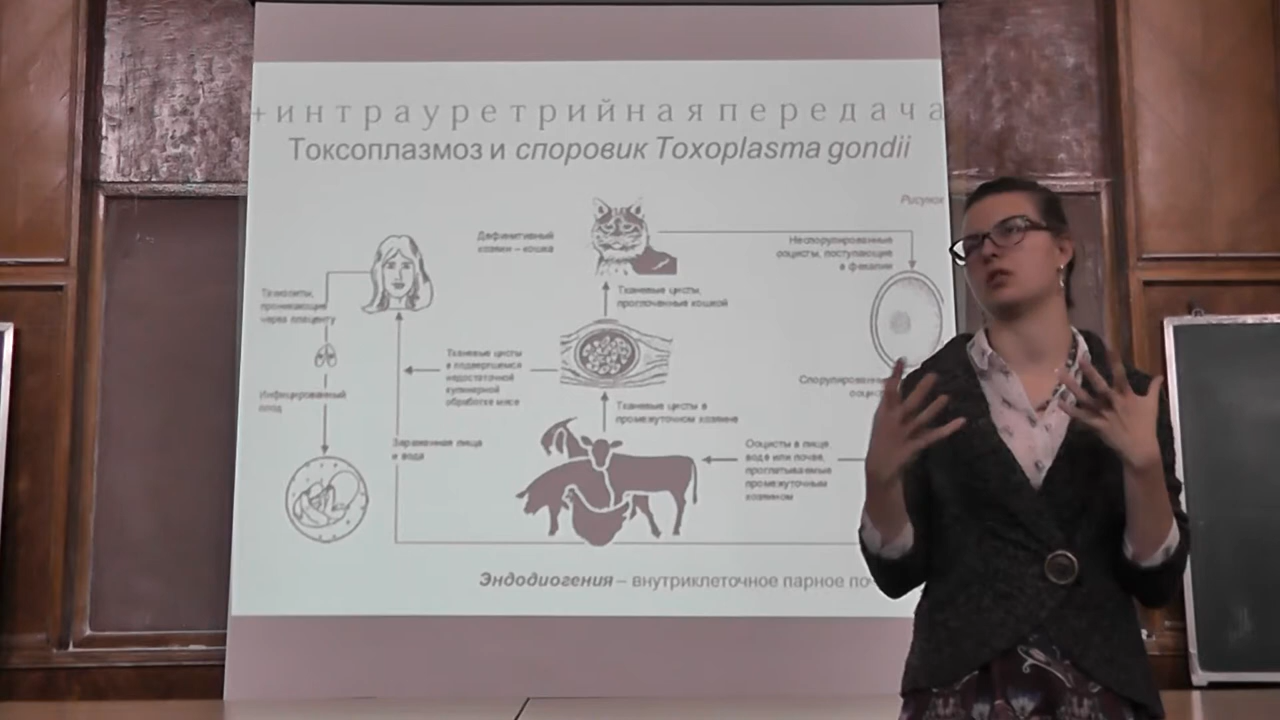 +интрауретрийная передача
Токсоплазмоз и споровик Toxoplasma gondii
Рисунок
Дефинитивный
хозяин – кошка
Неспорулированные
ооцисты, поступающие
в фекалии
Тахизоиты,
проникающие
через плаценту
Тканевые цисты,
проглоченные кошкой
Тканевые цисты
в подвергшемся
недостаточной
кулинарной
обработке мясе
Инфицированный
плод
Тканевые цисты в
промежуточном хозяине
Зараженная пища
и вода
Ооцисты в пище,
воде или почве,
проглатываемые
промежуточным
хозяином
Эндодиогения – внутриклеточное парное